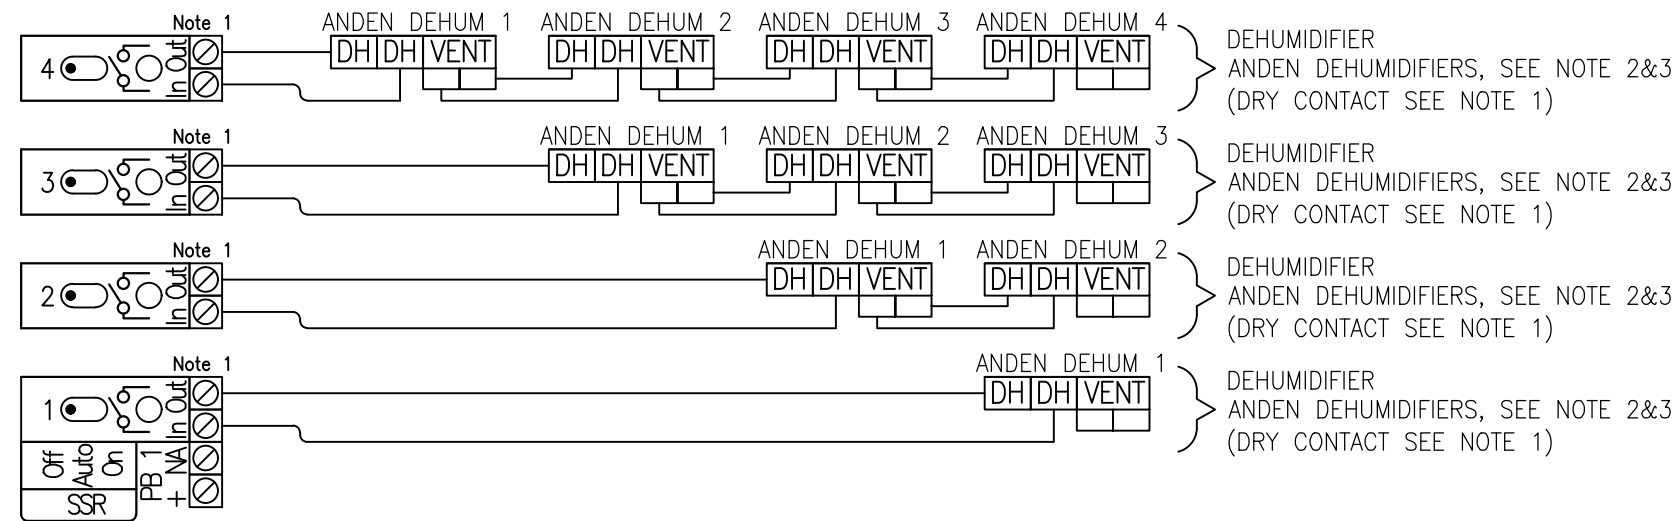 Note 1 ANDEN DEHUM 1 ANDEN DEHUM 2 ANDEN DEHUM 3 ANDEN DEHUM 4
4 In Out DH DH VENT DH DH VENT DH DH VENT DH DH VENT
DEHUMIDIFIER
ANDEN DEHUMIDIFIERS, SEE NOTE 2&3
(DRY CONTACT SEE NOTE 1)
Note 1 ANDEN DEHUM 1 ANDEN DEHUM 2 ANDEN DEHUM 3
3 In Out DH DH VENT DH DH VENT DH DH VENT
DEHUMIDIFIER
ANDEN DEHUMIDIFIERS, SEE NOTE 2&3
(DRY CONTACT SEE NOTE 1)
Note 1 ANDEN DEHUM 1 ANDEN DEHUM 2
2 In Out DH DH VENT DH DH VENT
DEHUMIDIFIER
ANDEN DEHUMIDIFIERS, SEE NOTE 2&3
(DRY CONTACT SEE NOTE 1)
Note 1 ANDEN DEHUM 1
1 In Out DH DH VENT
DEHUMIDIFIER
ANDEN DEHUMIDIFIERS, SEE NOTE 2&3
(DRY CONTACT SEE NOTE 1)
Off
Auto
On
PB 1
+ NA
SSR